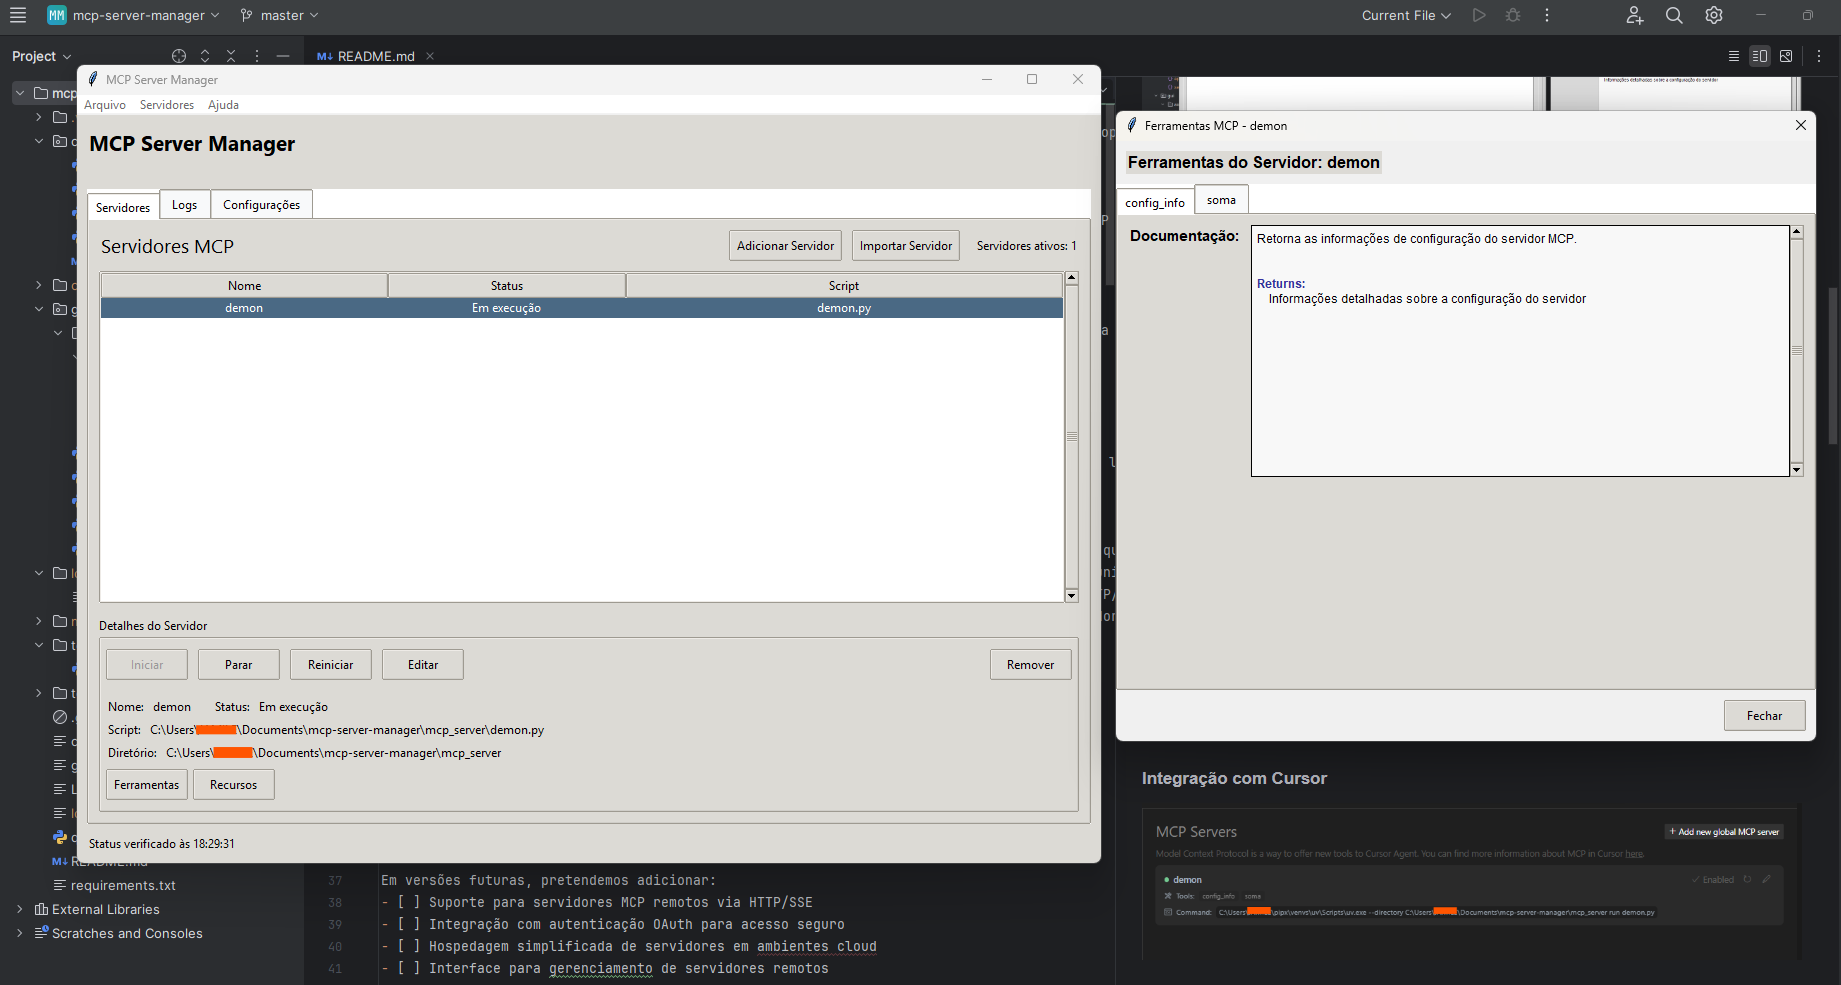 MM mcp-server-manager master Current File
Project
M↓ README.md
mcp
MCP Server Manager
Arquivo Servidores Ajuda
MCP Server Manager
Servidores Logs Configurações
Servidores MCP Adicionar Servidor Importar Servidor Servidores ativos: 1
Nome Status Script
demon Em execução demon.py
Detalhes do Servidor
Iniciar Parar Reiniciar Editar Remover
Nome: demon Status: Em execução
Script: C:\Users\ \Documents\mcp-server-manager\mcp_server\demon.py
Diretório: C:\Users\ \Documents\mcp-server-manager\mcp_server
Ferramentas Recursos
Status verificado às 18:29:31
M↓ README.md
requirements.txt
External Libraries
Scratches and Consoles
37 Em versões futuras, pretendemos adicionar:
38 - [ ] Suporte para servidores MCP remotos via HTTP/SSE
39 - [ ] Integração com autenticação OAuth para acesso seguro
40 - [ ] Hospedagem simplificada de servidores em ambientes cloud
41 - [ ] Interface para gerenciamento de servidores remotos
Informações detalhadas sobre a configuração do servidor
Ferramentas MCP - demon
Ferramentas do Servidor: demon
config_info soma
Documentação: Retorna as informações de configuração do servidor MCP.
Returns:
Informações detalhadas sobre a configuração do servidor
Fechar
Integração com Cursor
MCP Servers + Add new global MCP server
Model Context Protocol is a way to offer new tools to Cursor Agent. You can find more information about MCP in Cursor here.
demon Enabled
Tools: config_info soma
Command: C:\Users\ \pipx\venvs\uv\Scripts\uv.exe --directory C:\Users\ \Documents\mcp-server-manager\mcp_server run demon.py